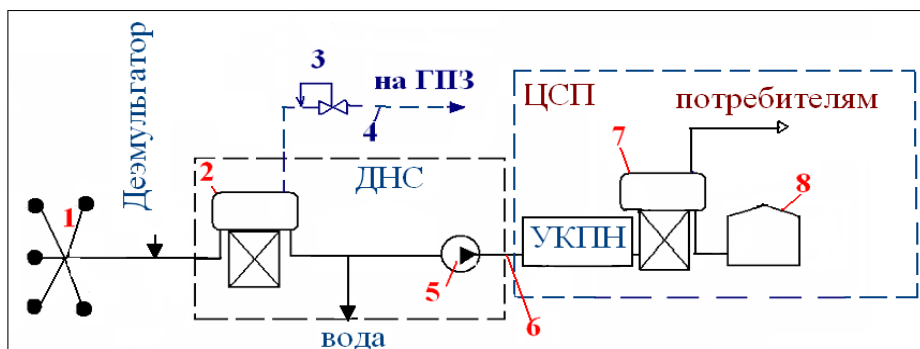 3
на ГПЗ
4
ЦСП
потребителям
Деэмульгатор
1
2
ДНС
7
8
УКПН
5
6
вода